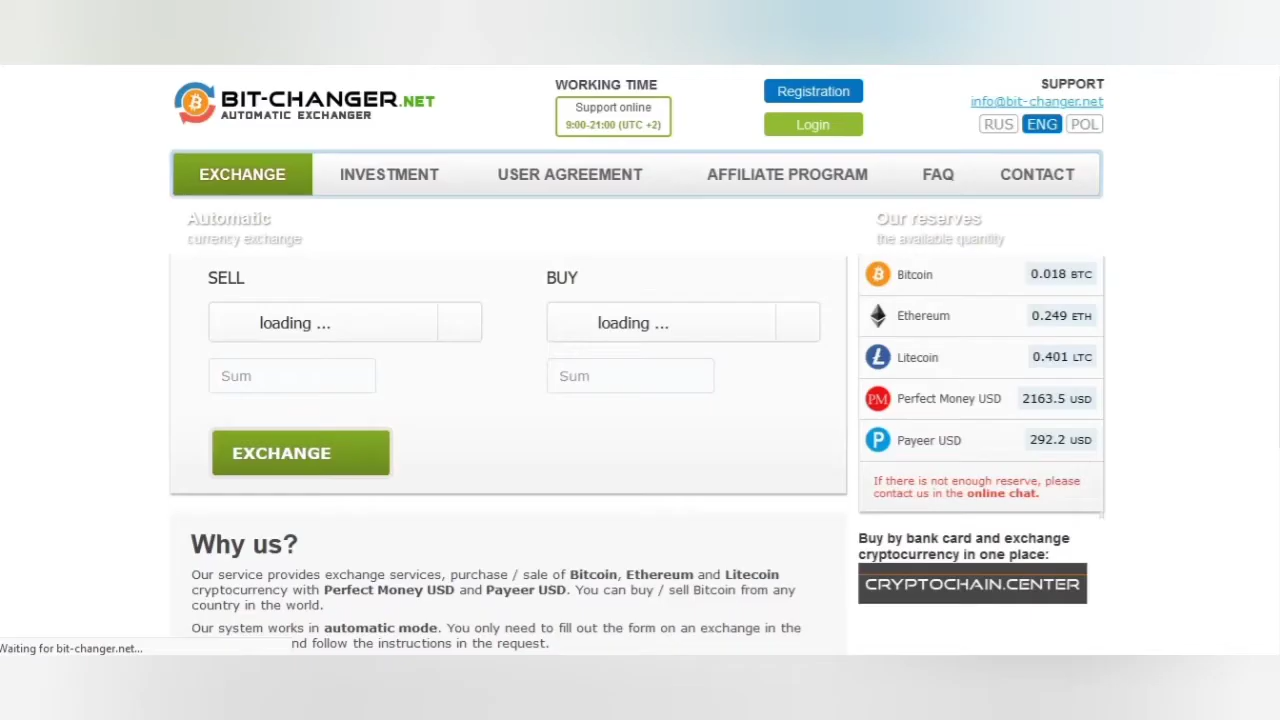 BIT-CHANGER.NET
AUTOMATIC EXCHANGER
WORKING TIME
Support online
9:00-21:00 (UTC +2)
Registration
Login
SUPPORT
info@bit-changer.net
RUS ENG POL
EXCHANGE INVESTMENT USER AGREEMENT AFFILIATE PROGRAM FAQ CONTACT
Automatic
currency exchange
SELL BUY
loading ... loading ...
Sum Sum
EXCHANGE
Our reserves
the available quantity
Bitcoin 0.018 BTC
Ethereum 0.249 ETH
Litecoin 0.401 LTC
PM Perfect Money USD 2163.5 USD
P Payeer USD 292.2 USD
If there is not enough reserve, please
contact us in the online chat.
Buy by bank card and exchange
cryptocurrency in one place:
CRYPTOCHAIN.CENTER
Why us?
Our service provides exchange services, purchase / sale of Bitcoin, Ethereum and Litecoin
cryptocurrency with Perfect Money USD and Payeer USD. You can buy / sell Bitcoin from any
country in the world.
Our system works in automatic mode. You only need to fill out the form on an exchange in the
nd follow the instructions in the request.
Waiting for bit-changer.net...